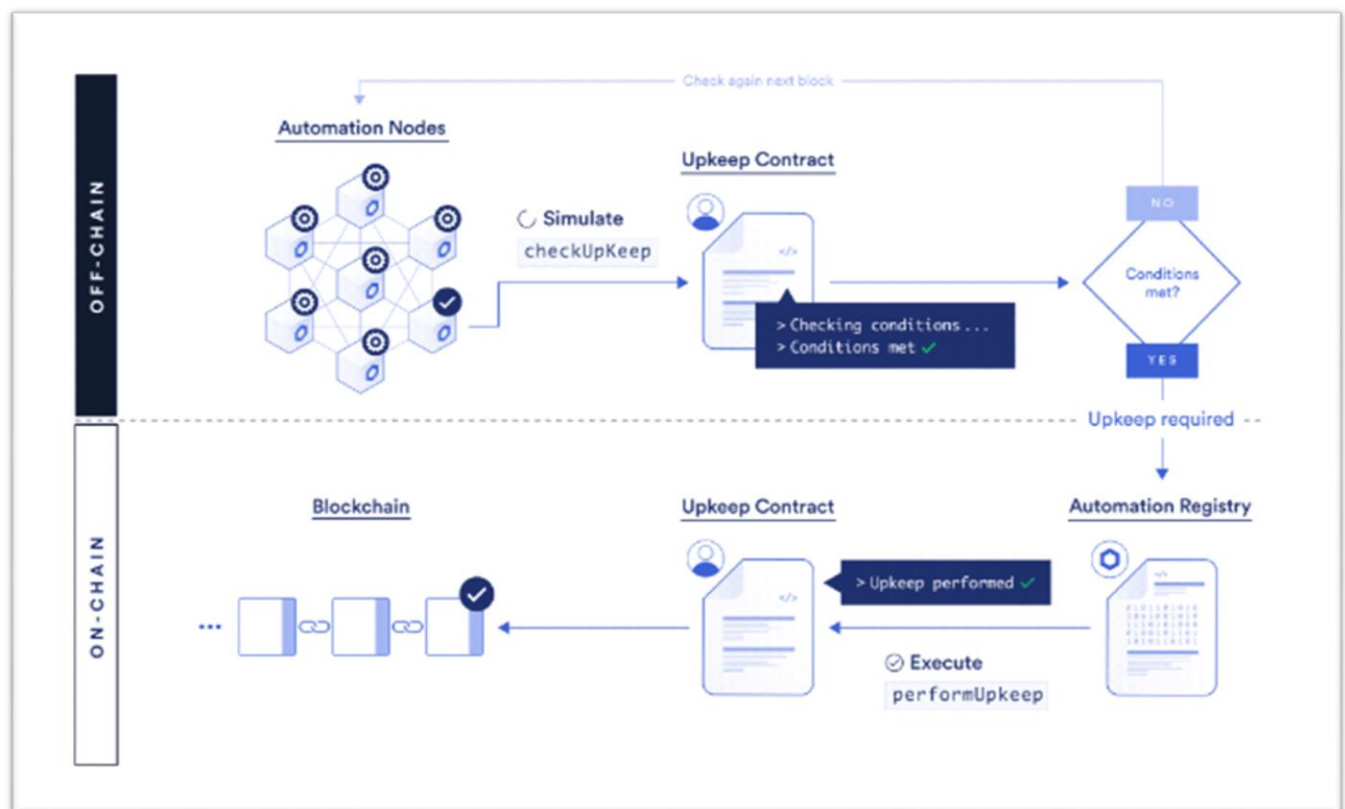 Check again next block
Automation Nodes
Upkeep Contract
Simulate
checkUpKeep
</>
> Checking conditions...
> Conditions met ✓
NO
Conditions
met?
YES
OFF-CHAIN
Upkeep required
ON-CHAIN
Blockchain
Upkeep Contract
Automation Registry
</>
> Upkeep performed ✓
Execute
performUpkeep
</>
...